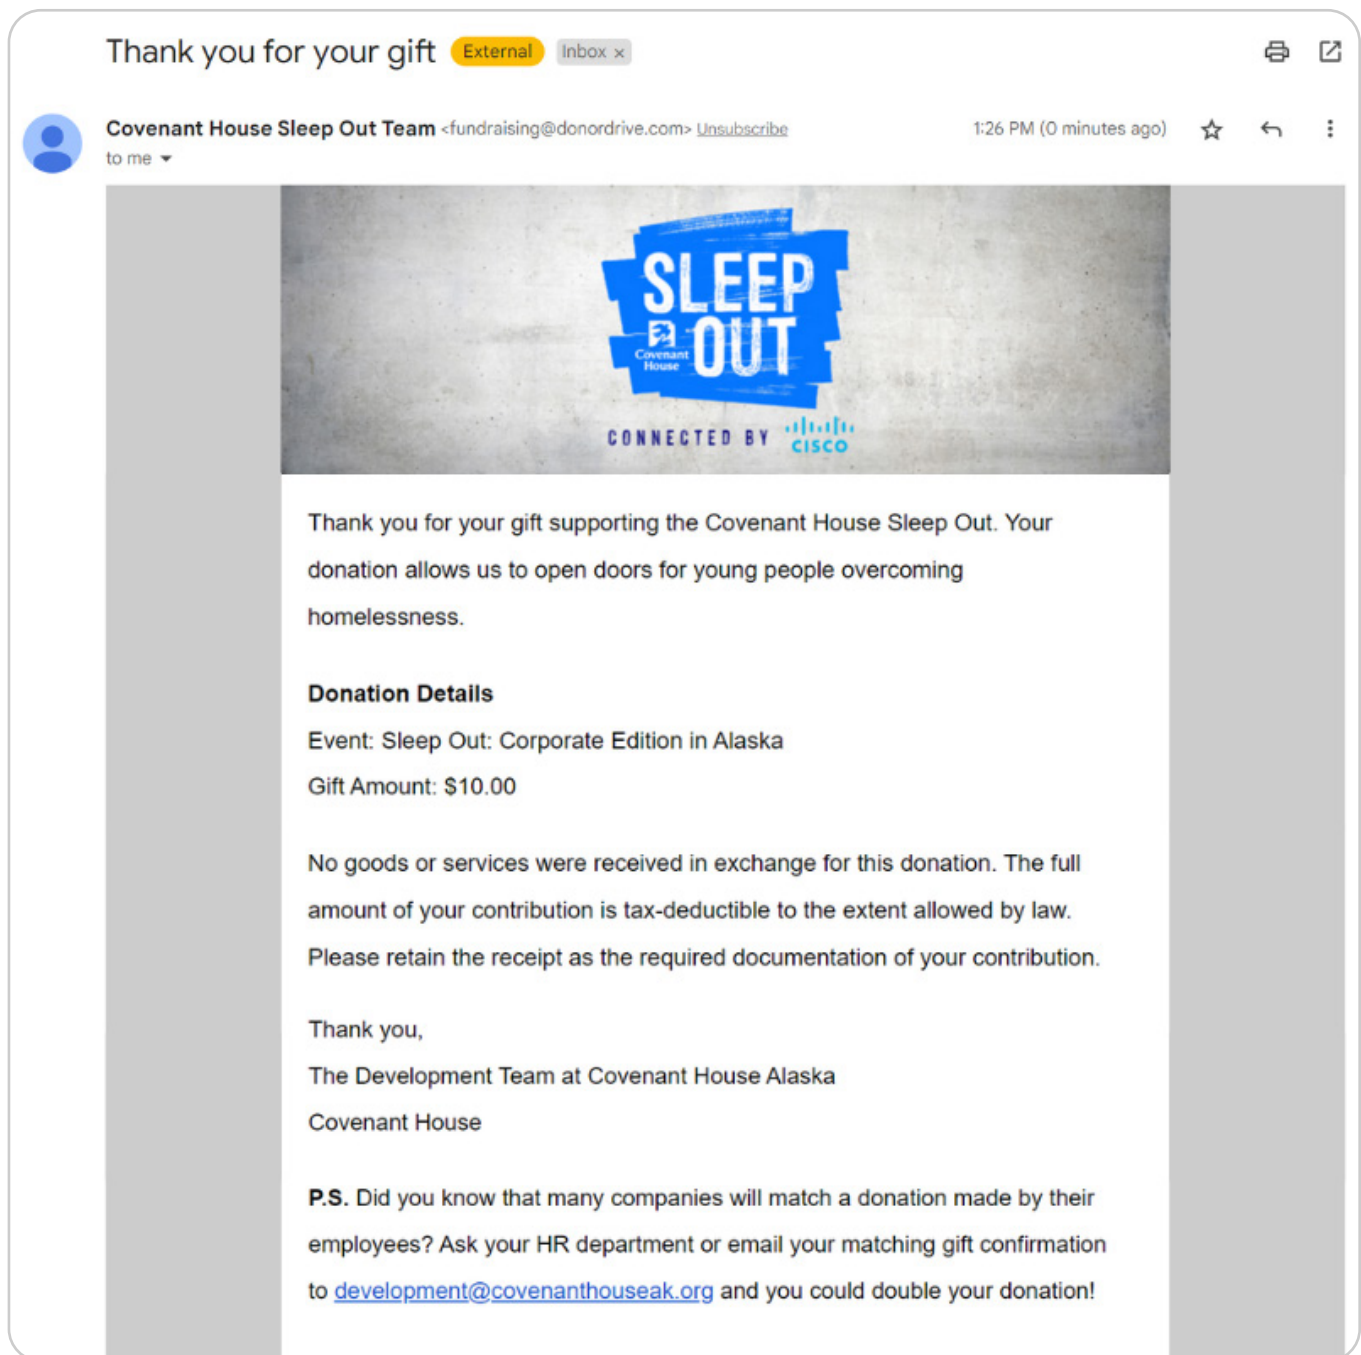 Thank you for your gift External Inbox x
Covenant House Sleep Out Team <fundraising@donordrive.com> Unsubscribe 1:26 PM (0 minutes ago)
to me
SLEEP
Covenant House OUT
CONNECTED BY CISCO
Thank you for your gift supporting the Covenant House Sleep Out. Your
donation allows us to open doors for young people overcoming
homelessness.
Donation Details
Event: Sleep Out: Corporate Edition in Alaska
Gift Amount: $10.00
No goods or services were received in exchange for this donation. The full
amount of your contribution is tax-deductible to the extent allowed by law.
Please retain the receipt as the required documentation of your contribution.
Thank you,
The Development Team at Covenant House Alaska
Covenant House
P.S. Did you know that many companies will match a donation made by their
employees? Ask your HR department or email your matching gift confirmation
to development@covenanthouseak.org and you could double your donation!